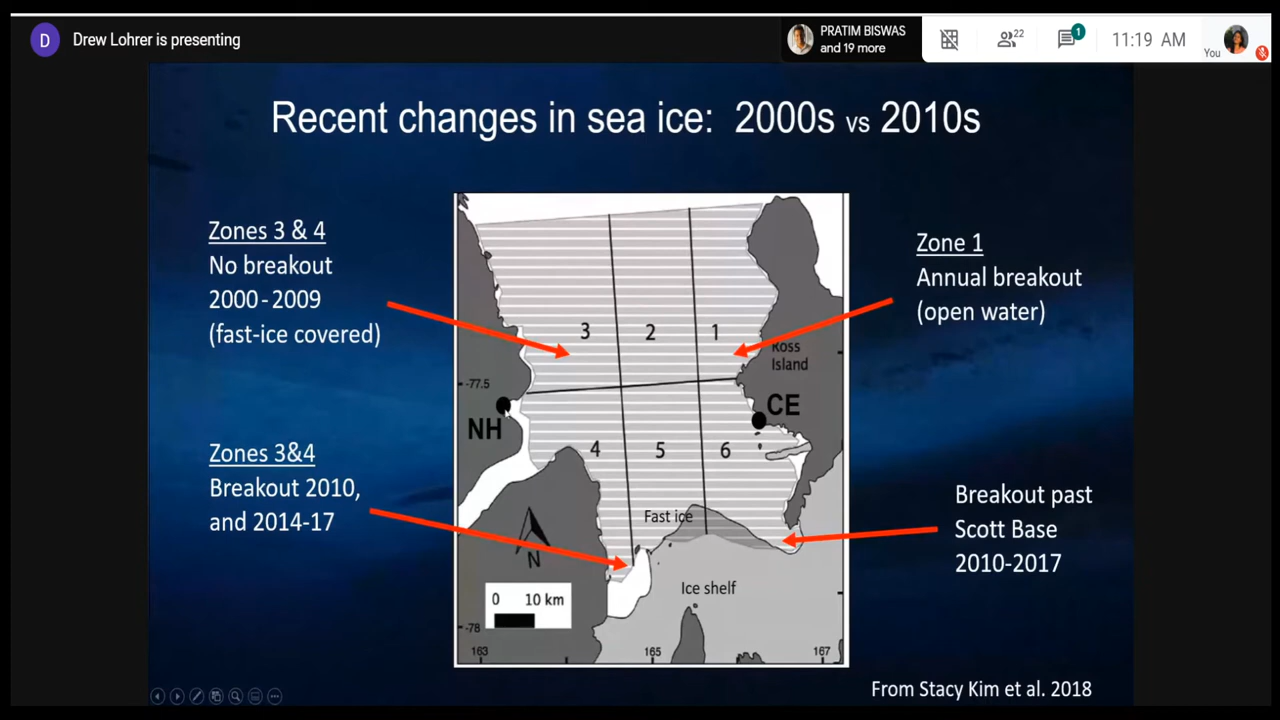 D
Drew Lohrer is presenting
PRATIM BISWAS
and 19 more
22
1
11:19 AM
You
Recent changes in sea ice: 2000s vs 2010s
Zones 3 & 4
No breakout
2000-2009
(fast-ice covered)
Zone 1
Annual breakout
(open water)
3
2
1
Ross
Island
-77.5
NH
CE
4
5
6
Zones 3&4
Breakout 2010,
and 2014-17
Fast ice
Breakout past
Scott Base
2010-2017
N
Ice shelf
0 10 km
-78
163
165
167
From Stacy Kim et al. 2018